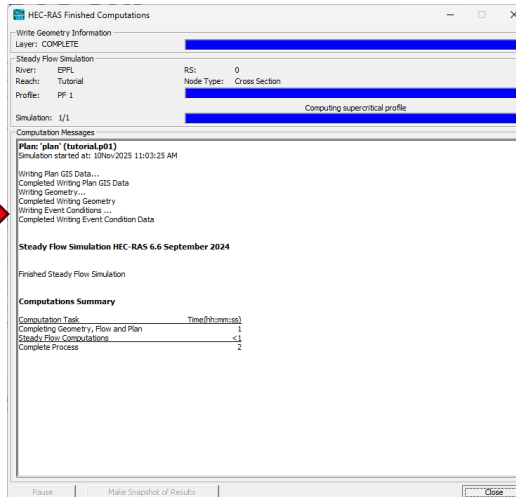 HEC-RAS Finished Computations
Write Geometry Information
Layer: COMPLETE
Steady Flow Simulation
River: EPFL RS: 0
Reach: Tutorial Node Type: Cross Section
Profile: PF 1
Computing supercritical profile
Simulation: 1/1
Computation Messages
Plan: 'plan' (tutorial.p01)
Simulation started at: 10Nov2025 11:03:25 AM
Writing Plan GIS Data...
Completed Writing Plan GIS Data
Writing Geometry...
Completed Writing Geometry
Writing Event Conditions ...
Completed Writing Event Condition Data
Steady Flow Simulation HEC-RAS 6.6 September 2024
Finished Steady Flow Simulation
Computations Summary
Computation Task Time(hh:mm:ss)
Completing Geometry, Flow and Plan 1
Steady Flow Computations <1
Complete Process 2
Pause Make Snapshot of Results Close